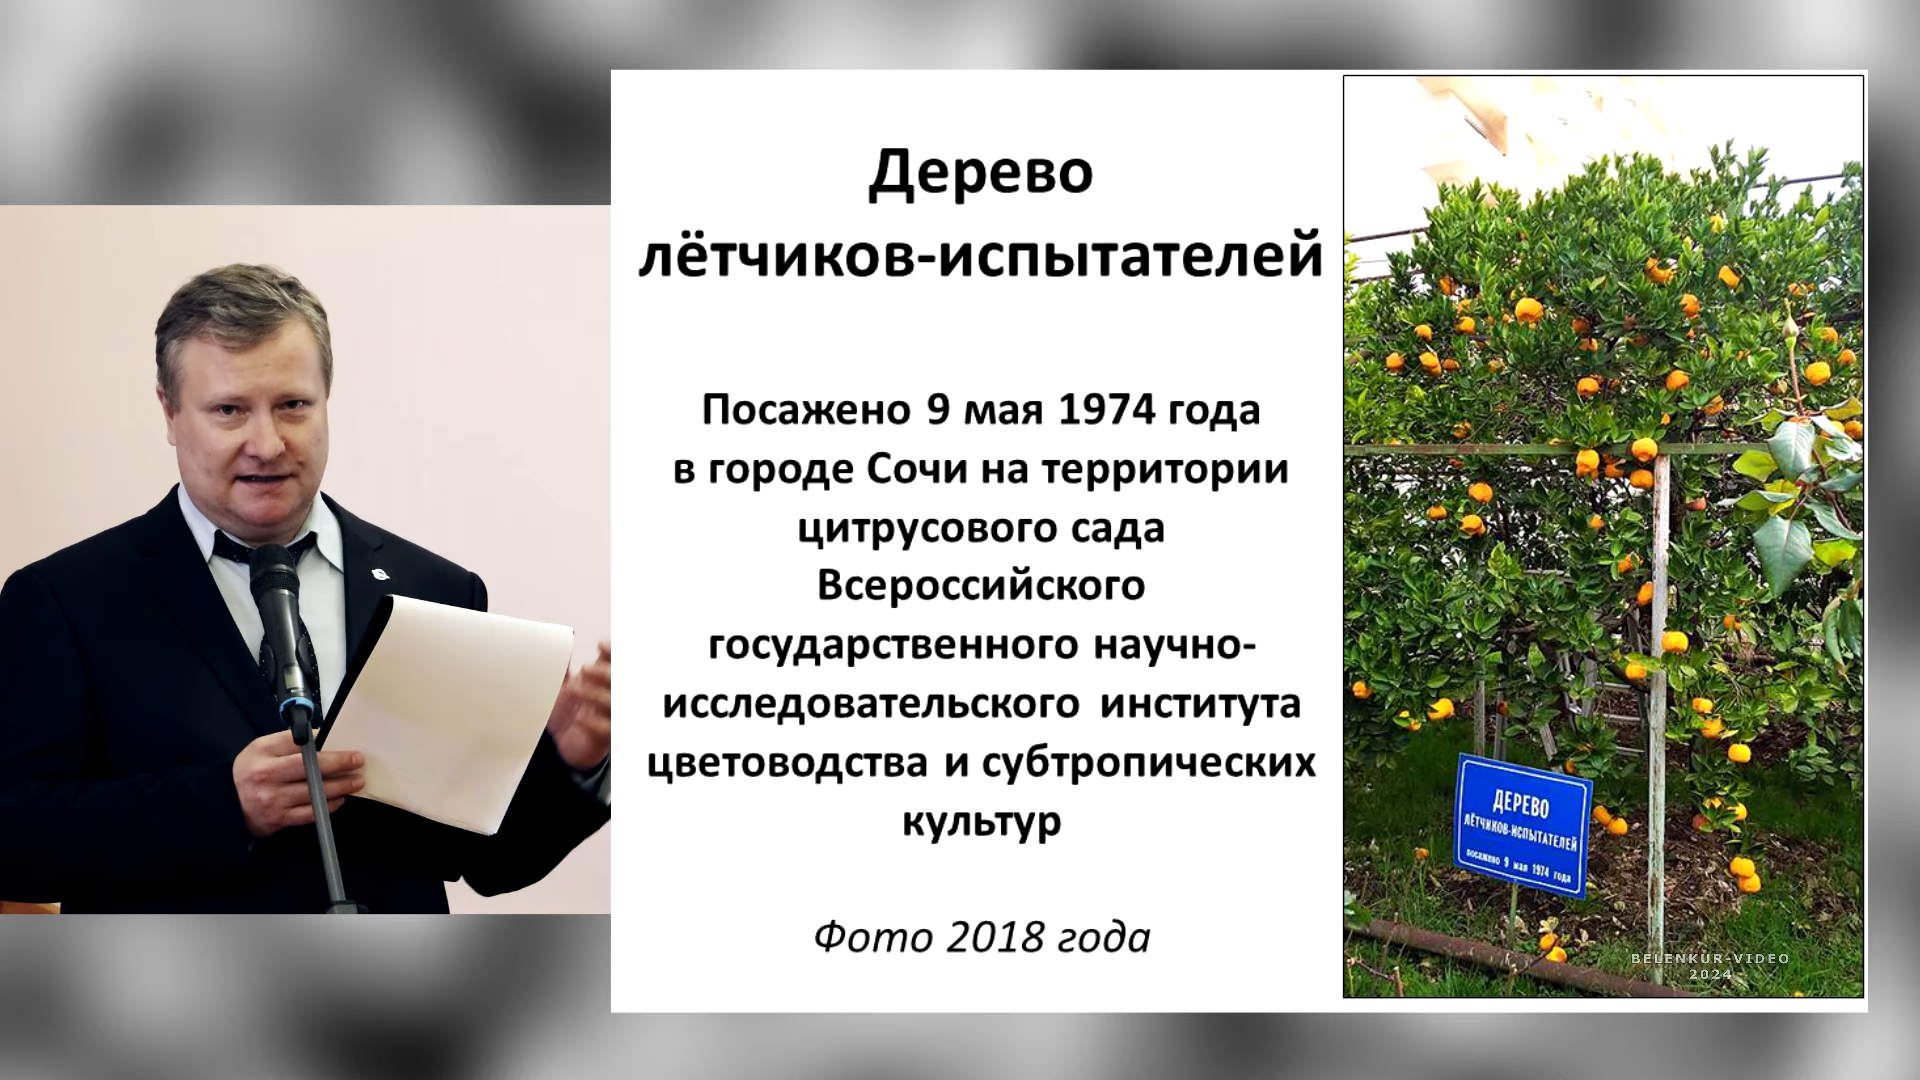 Дерево
лётчиков-испытателей
Посажено 9 мая 1974 года
в городе Сочи на территории
цитрусового сада
Всероссийского
государственного научно-
исследовательского института
цветоводства и субтропических
культур
Фото 2018 года
ДЕРЕВО
ЛЁТЧИКОВ-ИСПЫТАТЕЛЕЙ
посажено 9 мая 1974 года
BELENKUR-VIDEO
2024